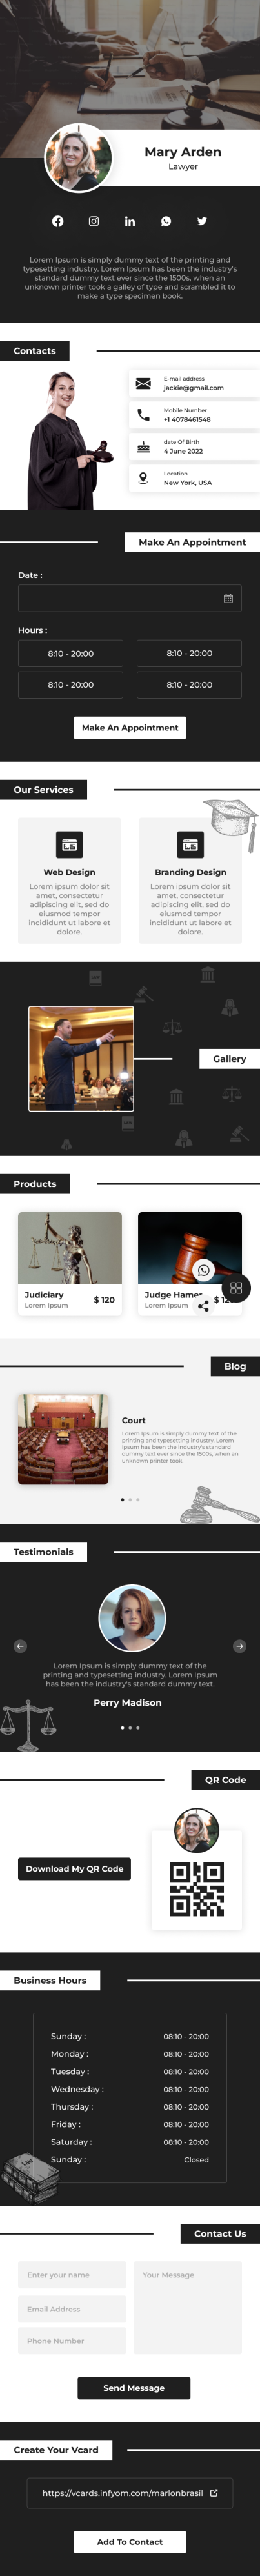 Mary Arden
Lawyer
Lorem Ipsum is simply dummy text of the printing and
typesetting industry. Lorem Ipsum has been the industry's
standard dummy text ever since the 1500s, when an
unknown printer took a galley of type and scrambled it to
make a type specimen book.
Contacts
E-mail address
jackie@gmail.com
Mobile Number
+1 4078461548
date Of Birth
4 June 2022
Location
New York, USA
Make An Appointment
Date :
Hours :
8:10 - 20:00
8:10 - 20:00
8:10 - 20:00
8:10 - 20:00
Make An Appointment
Our Services
Web Design
Lorem ipsum dolor sit
amet, consectetur
adipiscing elit, sed do
eiusmod tempor
incididunt ut labore et
dolore.
Branding Design
Lorem ipsum dolor sit
amet, consectetur
adipiscing elit, sed do
eiusmod tempor
incididunt ut labore et
dolore.
Gallery
Products
Judiciary
Lorem Ipsum
$ 120
Judge Hamer
Lorem Ipsum
Blog
Court
Lorem Ipsum is simply dummy text of the
printing and typesetting industry. Lorem
Ipsum has been the industry's standard
dummy text ever since the 1500s, when an
unknown printer took.
Testimonials
Lorem Ipsum is simply dummy text of the
printing and typesetting industry. Lorem Ipsum
has been the industry's standard dummy text.
Perry Madison
QR Code
Download My QR Code
Business Hours
Sunday : 08:10 - 20:00
Monday : 08:10 - 20:00
Tuesday : 08:10 - 20:00
Wednesday : 08:10 - 20:00
Thursday : 08:10 - 20:00
Friday : 08:10 - 20:00
Saturday : 08:10 - 20:00
Sunday : Closed
Contact Us
Enter your name
Your Message
Email Address
Phone Number
Send Message
Create Your Vcard
https://vcards.infyom.com/marlonbrasil
Add To Contact